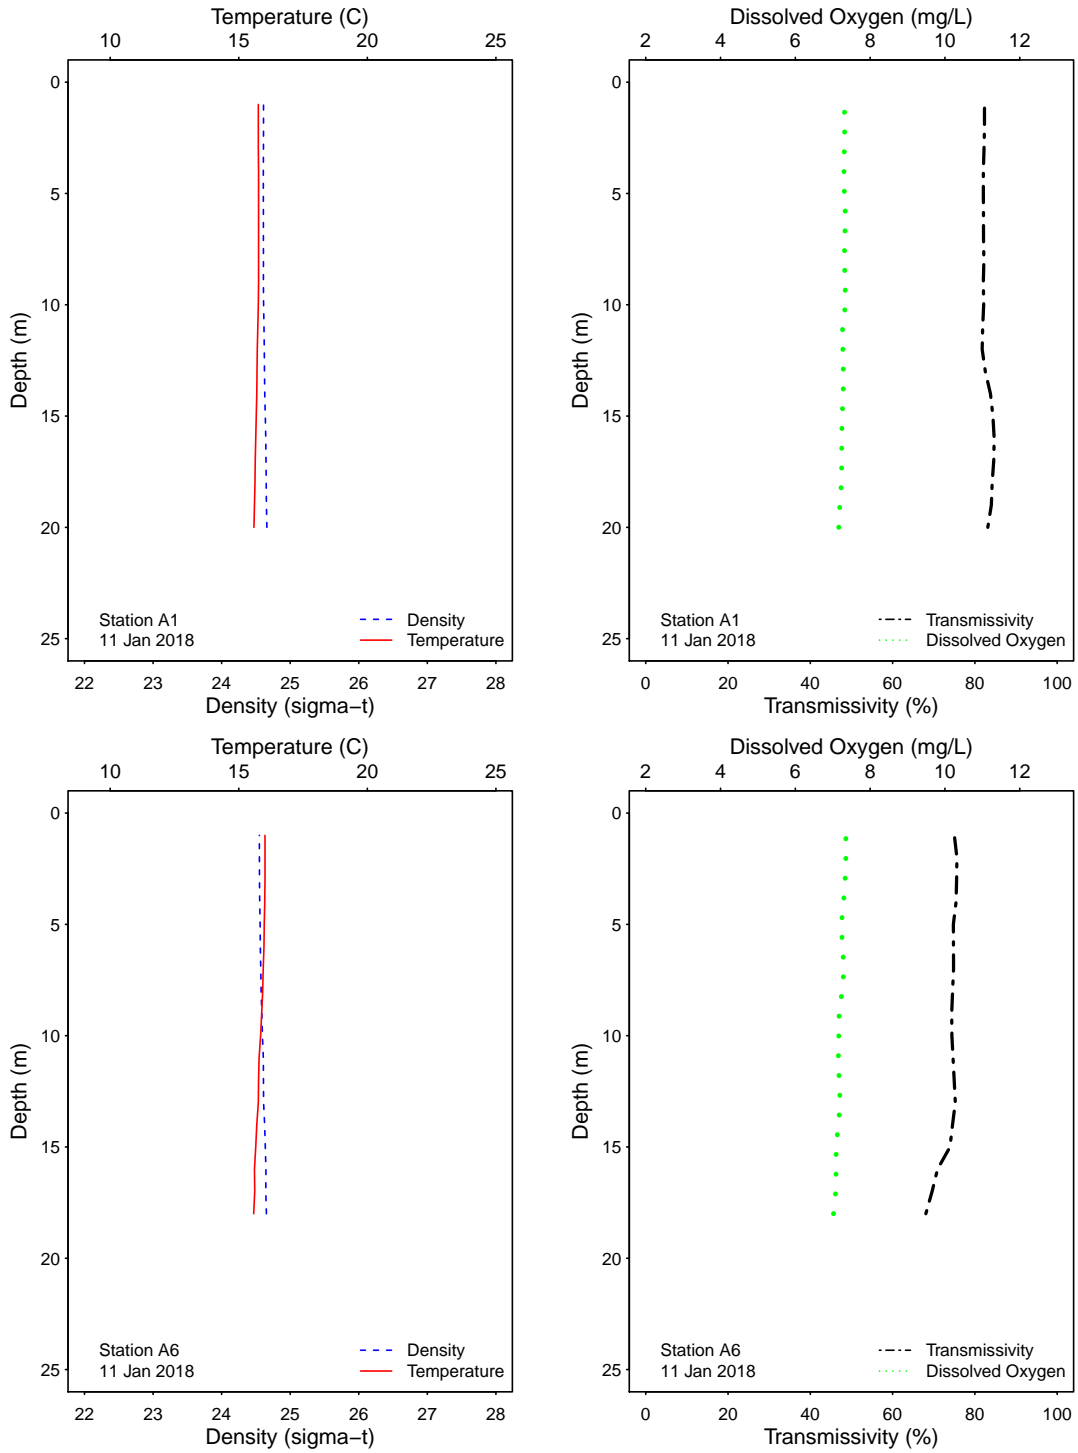 Temperature (C)
10 15 20 25
0
5
10
15
20
25
Depth (m)
Station A1
11 Jan 2018
Density
Temperature
22 23 24 25 26 27 28
Density (sigma−t)
Dissolved Oxygen (mg/L)
2 4 6 8 10 12
0
5
10
15
20
25
Depth (m)
Station A1
11 Jan 2018
Transmissivity
Dissolved Oxygen
0 20 40 60 80 100
Transmissivity (%)
Temperature (C)
10 15 20 25
0
5
10
15
20
25
Depth (m)
Station A6
11 Jan 2018
Density
Temperature
22 23 24 25 26 27 28
Density (sigma−t)
Dissolved Oxygen (mg/L)
2 4 6 8 10 12
0
5
10
15
20
25
Depth (m)
Station A6
11 Jan 2018
Transmissivity
Dissolved Oxygen
0 20 40 60 80 100
Transmissivity (%)